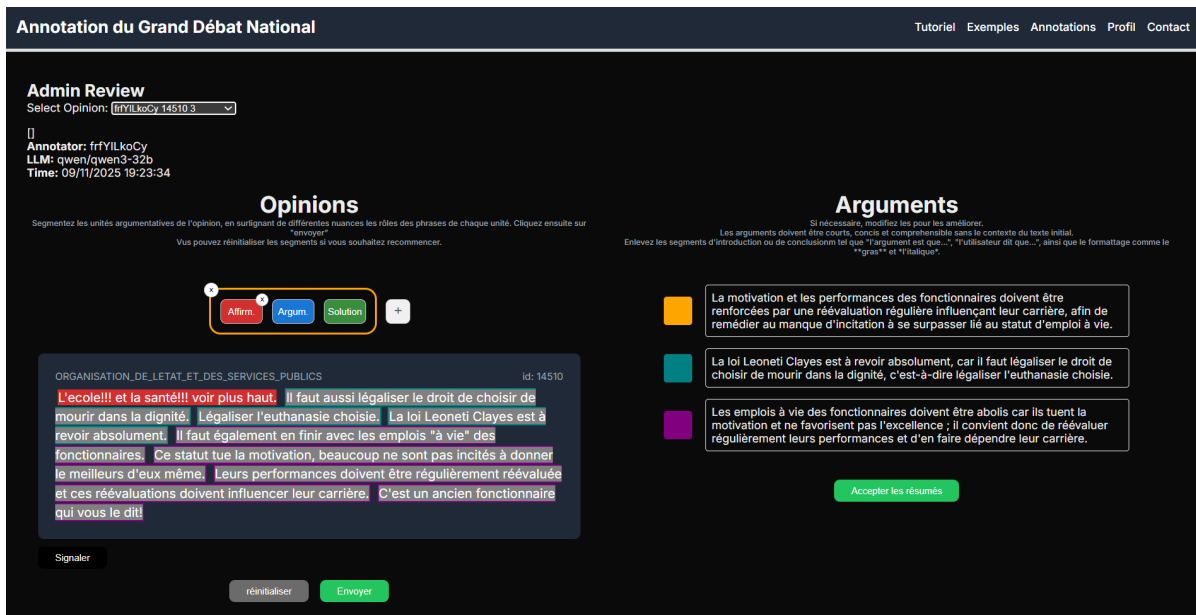 Annotation du Grand Débat National
Tutoriel Exemples Annotations Profil Contact
Admin Review
Select Opinion: frfYILkoCy 14510 3
[]
Annotator: frfYILkoCy
LLM: qwen/qwen3-32b
Time: 09/11/2025 19:23:34
Opinions
Segmentez les unités argumentatives de l'opinion, en surlignant de différentes nuances les rôles des phrases de chaque unité. Cliquez ensuite sur
"envoyer"
Vus pouvez réinitialiser les segments si vous souhaitez recommencer.
x
x
Affirm. Argum. Solution +
ORGANISATION_DE_LETAT_ET_DES_SERVICES_PUBLICS id: 14510
L'ecole!!! et la santé!!! voir plus haut. Il faut aussi légaliser le droit de choisir de
mourir dans la dignité. Légaliser l'euthanasie choisie. La loi Leoneti Clayes est à
revoir absolument. Il faut également en finir avec les emplois "à vie" des
fonctionnaires. Ce statut tue la motivation, beaucoup ne sont pas incités à donner
le meilleurs d'eux même. Leurs performances doivent être régulièrement réévaluée
et ces réévaluations doivent influencer leur carrière. C'est un ancien fonctionnaire
qui vous le dit!
Signaler
réinitialiser Envoyer
Arguments
Si nécessaire, modifiez les pour les améliorer.
Les arguments doivent être courts, concis et comprehensible sans le contexte du texte initial.
Enlevez les segments d'introduction ou de conclusionm tel que "l'argument est que...", "l'utilisateur dit que...", ainsi que le formattage comme le
**gras** et *l'italique*.
La motivation et les performances des fonctionnaires doivent être
renforcées par une réévaluation régulière influençant leur carrière, afin de
remédier au manque d'incitation à se surpasser lié au statut d'emploi à vie.
La loi Leoneti Clayes est à revoir absolument, car il faut légaliser le droit de
choisir de mourir dans la dignité, c'est-à-dire légaliser l'euthanasie choisie.
Les emplois à vie des fonctionnaires doivent être abolis car ils tuent la
motivation et ne favorisent pas l'excellence ; il convient donc de réévaluer
régulièrement leurs performances et d'en faire dépendre leur carrière.
Accepter les résumés